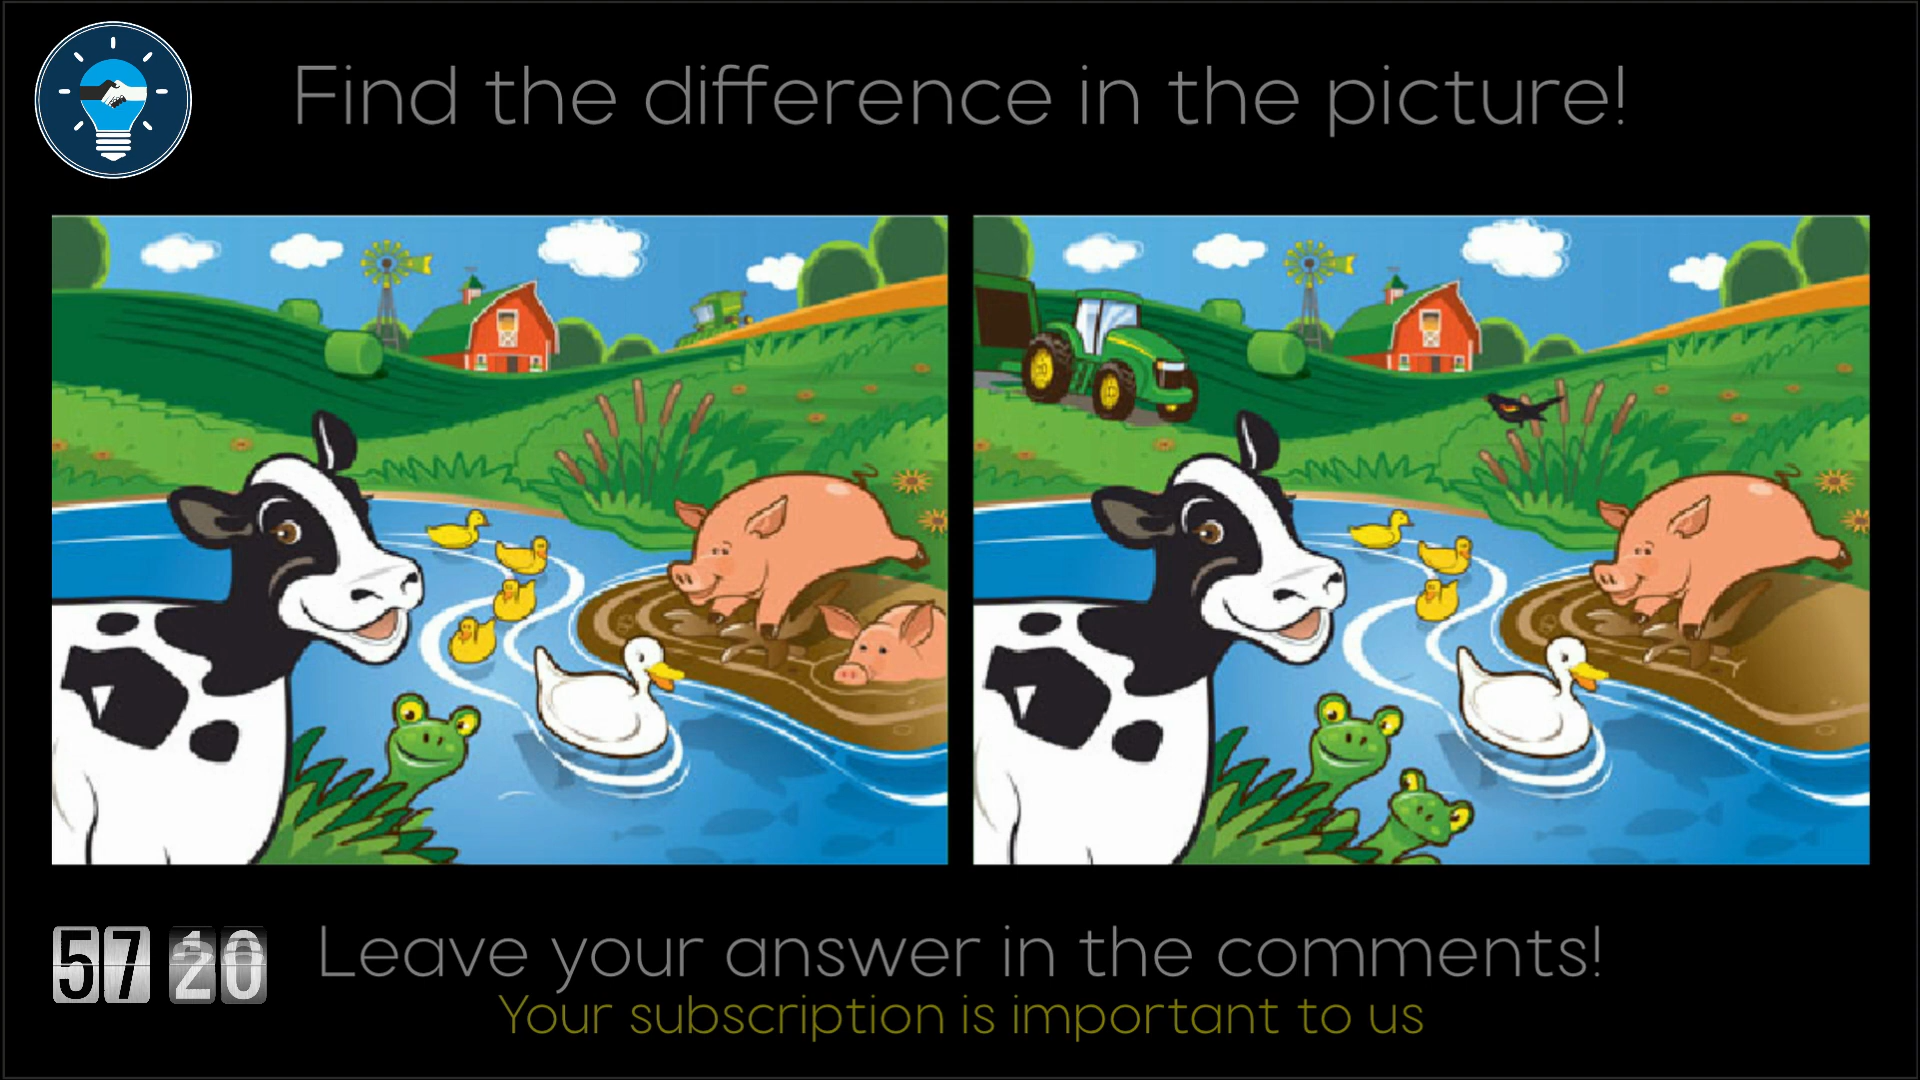 Find the difference in the picture!
57 20
Leave your answer in the comments!
Your subscription is important to us